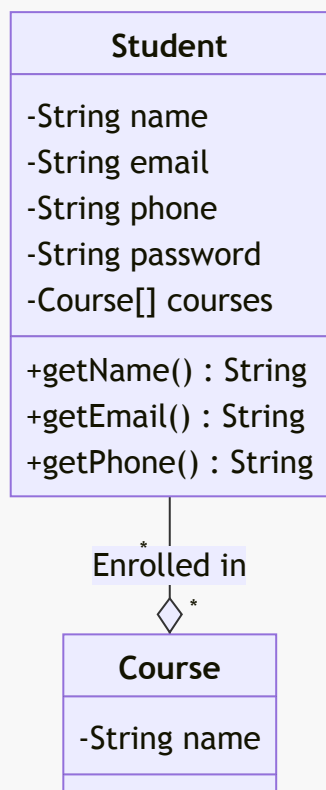 Student
-String name
-String email
-String phone
-String password
-Course[] courses
+getName() : String
+getEmail() : String
+getPhone() : String
*
Enrolled in
*
Course
-String name